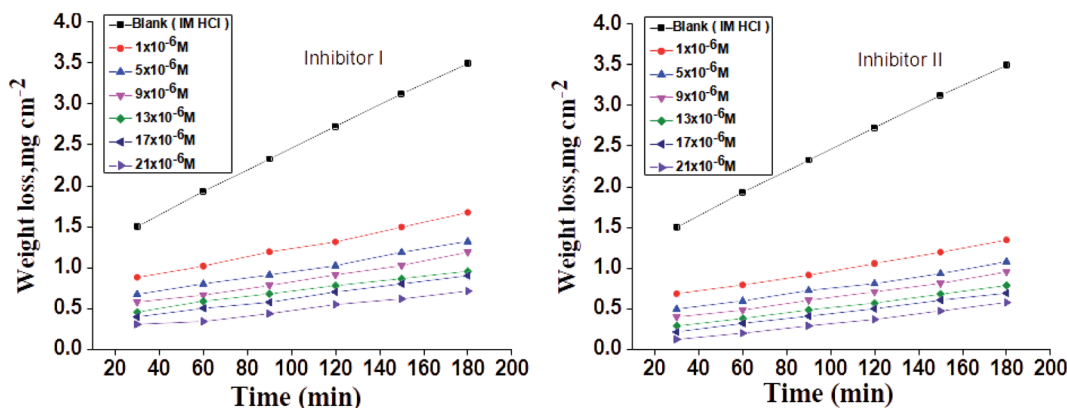 Weight loss,mg cm⁻²
4.0
3.5
3.0
2.5
2.0
1.5
1.0
0.5
0.0
Blank ( IM HCl )
1x10⁻⁶M
5x10⁻⁶M
9x10⁻⁶M
13x10⁻⁶M
17x10⁻⁶M
21x10⁻⁶M
Inhibitor I
20 40 60 80 100 120 140 160 180 200
Time (min)
Weight loss,mg cm⁻²
4.0
3.5
3.0
2.5
2.0
1.5
1.0
0.5
0.0
Blank ( IM HCl )
1x10⁻⁶M
5x10⁻⁶M
9x10⁻⁶M
13x10⁻⁶M
17x10⁻⁶M
21x10⁻⁶M
Inhibitor II
20 40 60 80 100 120 140 160 180 200
Time (min)